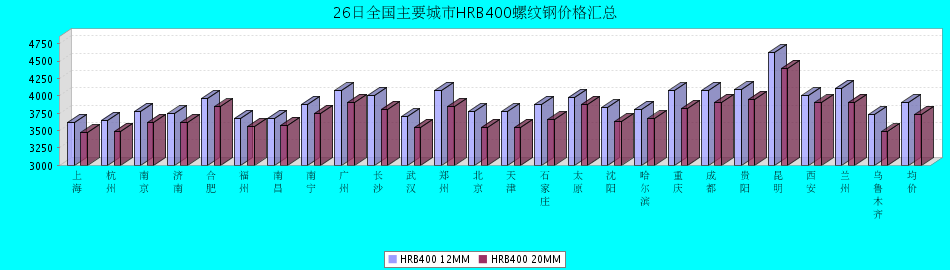 26日全国主要城市HRB400螺纹钢价格汇总
4750
4500
4250
4000
3750
3500
3250
3000
上海
杭州
南京
济南
合肥
福州
南昌
南宁
广州
长沙
武汉
郑州
北京
天津
石家庄
太原
沈阳
哈尔滨
重庆
成都
贵阳
昆明
西安
兰州
乌鲁木齐
均价
HRB400 12MM
HRB400 20MM